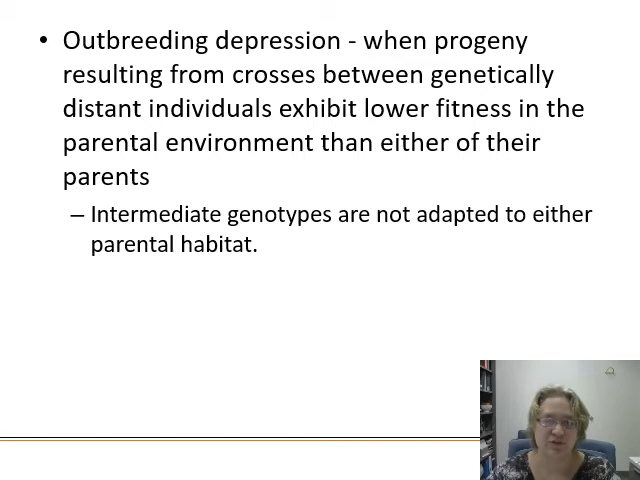 • Outbreeding depression - when progeny
resulting from crosses between genetically
distant individuals exhibit lower fitness in the
parental environment than either of their
parents
– Intermediate genotypes are not adapted to either
parental habitat.